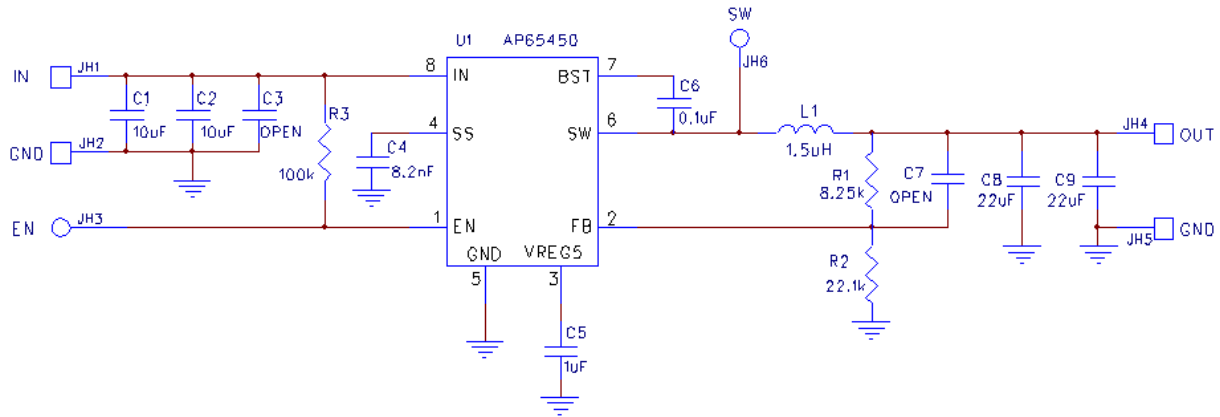 SW
JH6
U1 AP65450
IN
JH1
8
IN
BST
7
C1
10uF
C2
10uF
C3
OPEN
R3
100k
C6
0.1uF
4
SS
SW
6
L1
1.5uH
C4
8.2nF
GND
JH2
JH4
OUT
R1
8.25k
C7
OPEN
C8
22uF
C9
22uF
EN
JH3
1
EN
FB
2
JH5
GND
GND
5
VREG5
3
R2
22.1k
C5
1uF